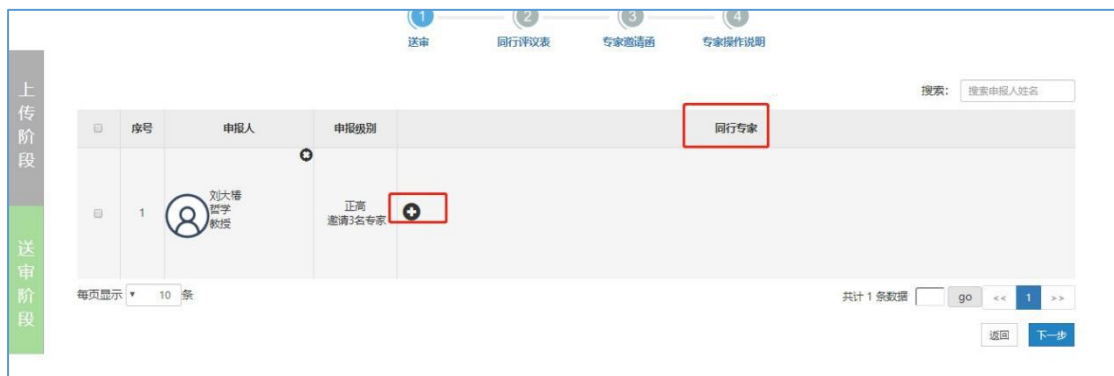 1 2 3 4
送审 同行评议表 专家邀请函 专家操作说明
上传阶段
送审阶段
搜索： 搜索申报人姓名
序号 申报人 申报级别 同行专家
1 刘大椿 哲学 教授 正高 邀请3名专家
每页显示 10 条
共计 1 条数据 go << 1 >>
返回 下一步